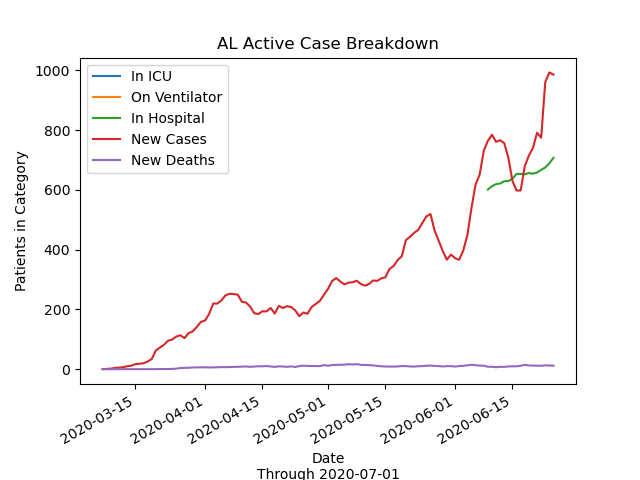 AL Active Case Breakdown
In ICU
On Ventilator
In Hospital
New Cases
New Deaths
Patients in Category
1000
800
600
400
200
0
2020-03-15
2020-04-01
2020-04-15
2020-05-01
2020-05-15
2020-06-01
2020-06-15
Date
Through 2020-07-01